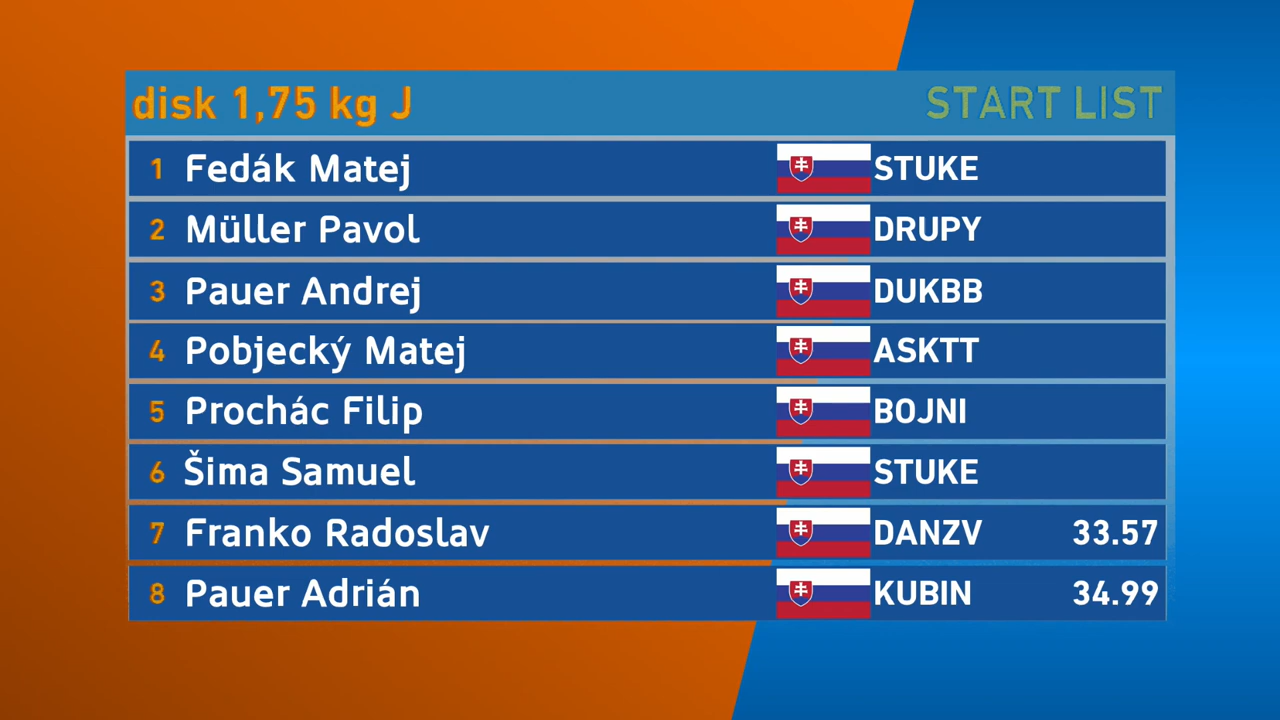 disk 1,75 kg J START LIST
1 Fedák Matej STUKE
2 Müller Pavol DRUPY
3 Pauer Andrej DUKBB
4 Pobjecký Matej ASKTT
5 Prochác Filip BOJNI
6 Šima Samuel STUKE
7 Franko Radoslav DANZV 33.57
8 Pauer Adrián KUBIN 34.99